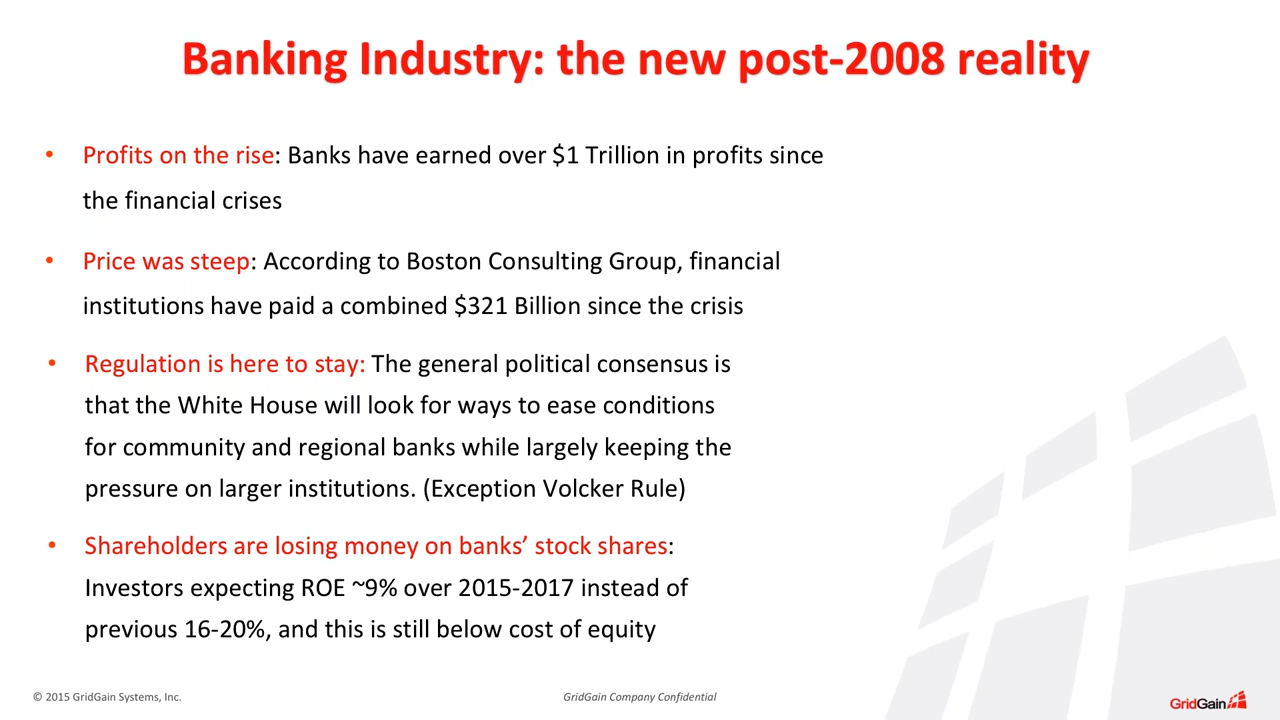 Banking Industry: the new post-2008 reality
• Profits on the rise: Banks have earned over $1 Trillion in profits since
the financial crises
• Price was steep: According to Boston Consulting Group, financial
institutions have paid a combined $321 Billion since the crisis
• Regulation is here to stay: The general political consensus is
that the White House will look for ways to ease conditions
for community and regional banks while largely keeping the
pressure on larger institutions. (Exception Volcker Rule)
• Shareholders are losing money on banks’ stock shares:
Investors expecting ROE ~9% over 2015-2017 instead of
previous 16-20%, and this is still below cost of equity
© 2015 GridGain Systems, Inc.
GridGain Company Confidential
GridGain